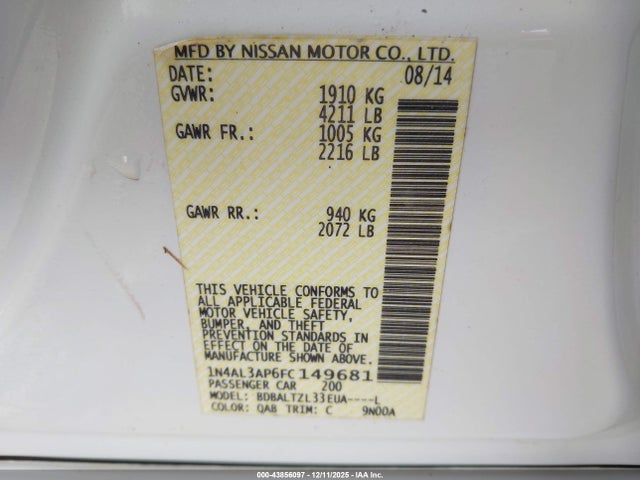 MFD BY NISSAN MOTOR CO., LTD.
DATE: 08/14
GVWR: 1910 KG
4211 LB
GAWR FR.: 1005 KG
2216 LB
GAWR RR.: 940 KG
2072 LB
THIS VEHICLE CONFORMS TO
ALL APPLICABLE FEDERAL
MOTOR VEHICLE SAFETY,
BUMPER, AND THEFT
PREVENTION STANDARDS IN
EFFECT ON THE DATE OF
MANUFACTURE SHOWN ABOVE.
1N4AL3AP6FC149681
PASSENGER CAR 200
MODEL: BDBALTZL33EUA----L
COLOR: QAB TRIM: C 9N00A
000-43856097 - 12/11/2025 - IAA Inc.